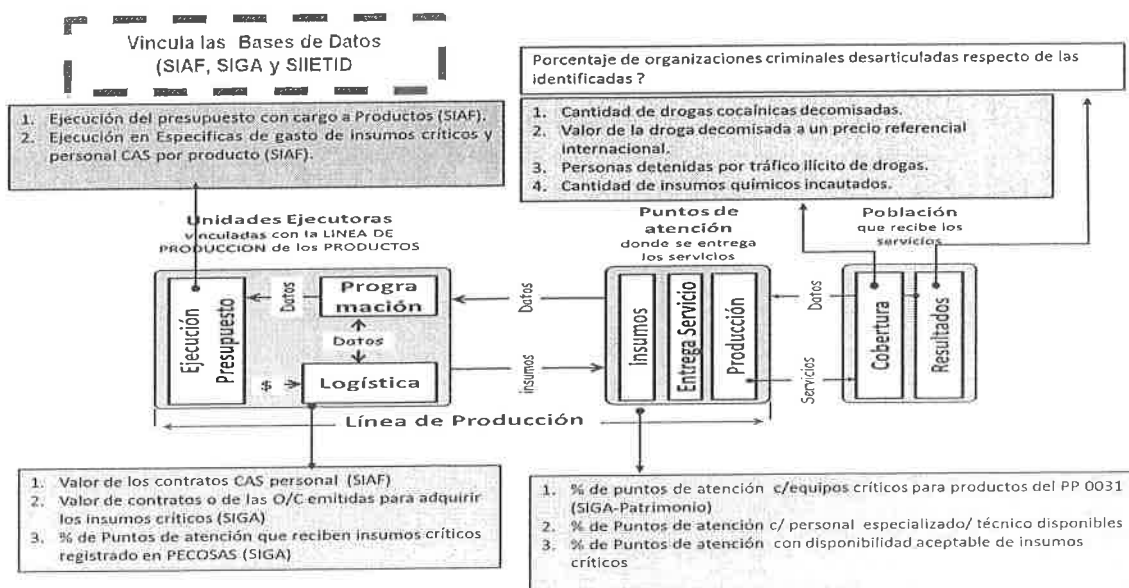 Vincula las Bases de Datos
(SIAF, SIGA y SIIETID
1. Ejecución del presupuesto con cargo a Productos (SIAF).
2. Ejecución en Especificas de gasto de insumos críticos y
personal CAS por producto (SIAF).
Porcentaje de organizaciones criminales desarticuladas respecto de las
identificadas ?
1. Cantidad de drogas cocaínicas decomisadas.
2. Valor de la droga decomisada a un precio referencial
internacional.
3. Personas detenidas por tráfico ilícito de drogas.
4. Cantidad de insumos químicos incautados.
Unidades Ejecutoras
vinculadas con la LINEA DE
PRODUCCION de los PRODUCTOS
Puntos de
atención
donde se entrega
los servcilos
Población
que recibe los
servicios
Ejecución
Presupuesto
Datos
Progra
mación
Datos
$
Logística
Datos
insumos
Insumos
Entrega Servicio
Producción
Datos
Servicios
Cobertura
Resultados
Línea de Producción
1. Valor de los contratos CAS personal (SIAF)
2. Valor de contratos o de las O/C emitidas para adquirir
los insumos críticos (SIGA)
3. % de Puntos de atención que reciben insumos críticos
registrado en PECOSAS (SIGA)
1. % de puntos de atención c/equipos críticos para productos del PP 0031
(SIGA-Patrimonio)
2. % de Puntos de atención c/ personal especializado/ técnico disponibles
3. % de Puntos de atención con disponibilidad aceptable de insumos
críticos